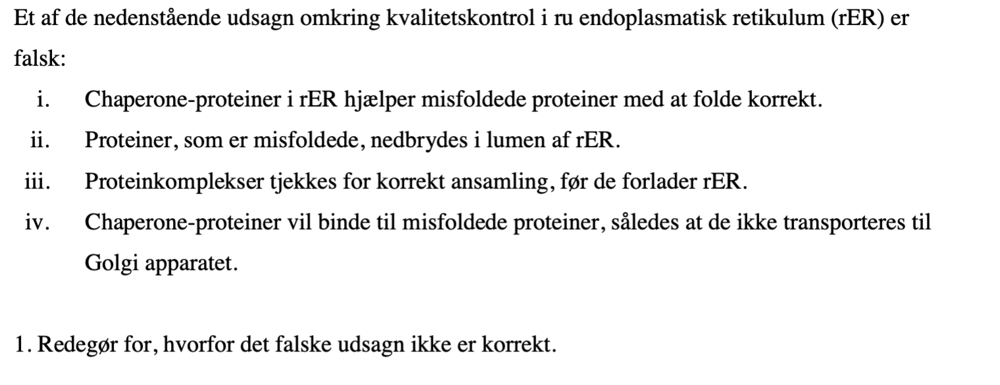 Et af de nedenstående udsagn omkring kvalitetskontrol i ru endoplasmatisk retikulum (rER) er
falsk:
i. Chaperone-proteiner i rER hjælper misfoldede proteiner med at folde korrekt.
ii. Proteiner, som er misfoldede, nedbrydes i lumen af rER.
iii. Proteinkomplekser tjekkes for korrekt ansamling, før de forlader rER.
iv. Chaperone-proteiner vil binde til misfoldede proteiner, således at de ikke transporteres til
Golgi apparatet.
1. Redegør for, hvorfor det falske udsagn ikke er korrekt.